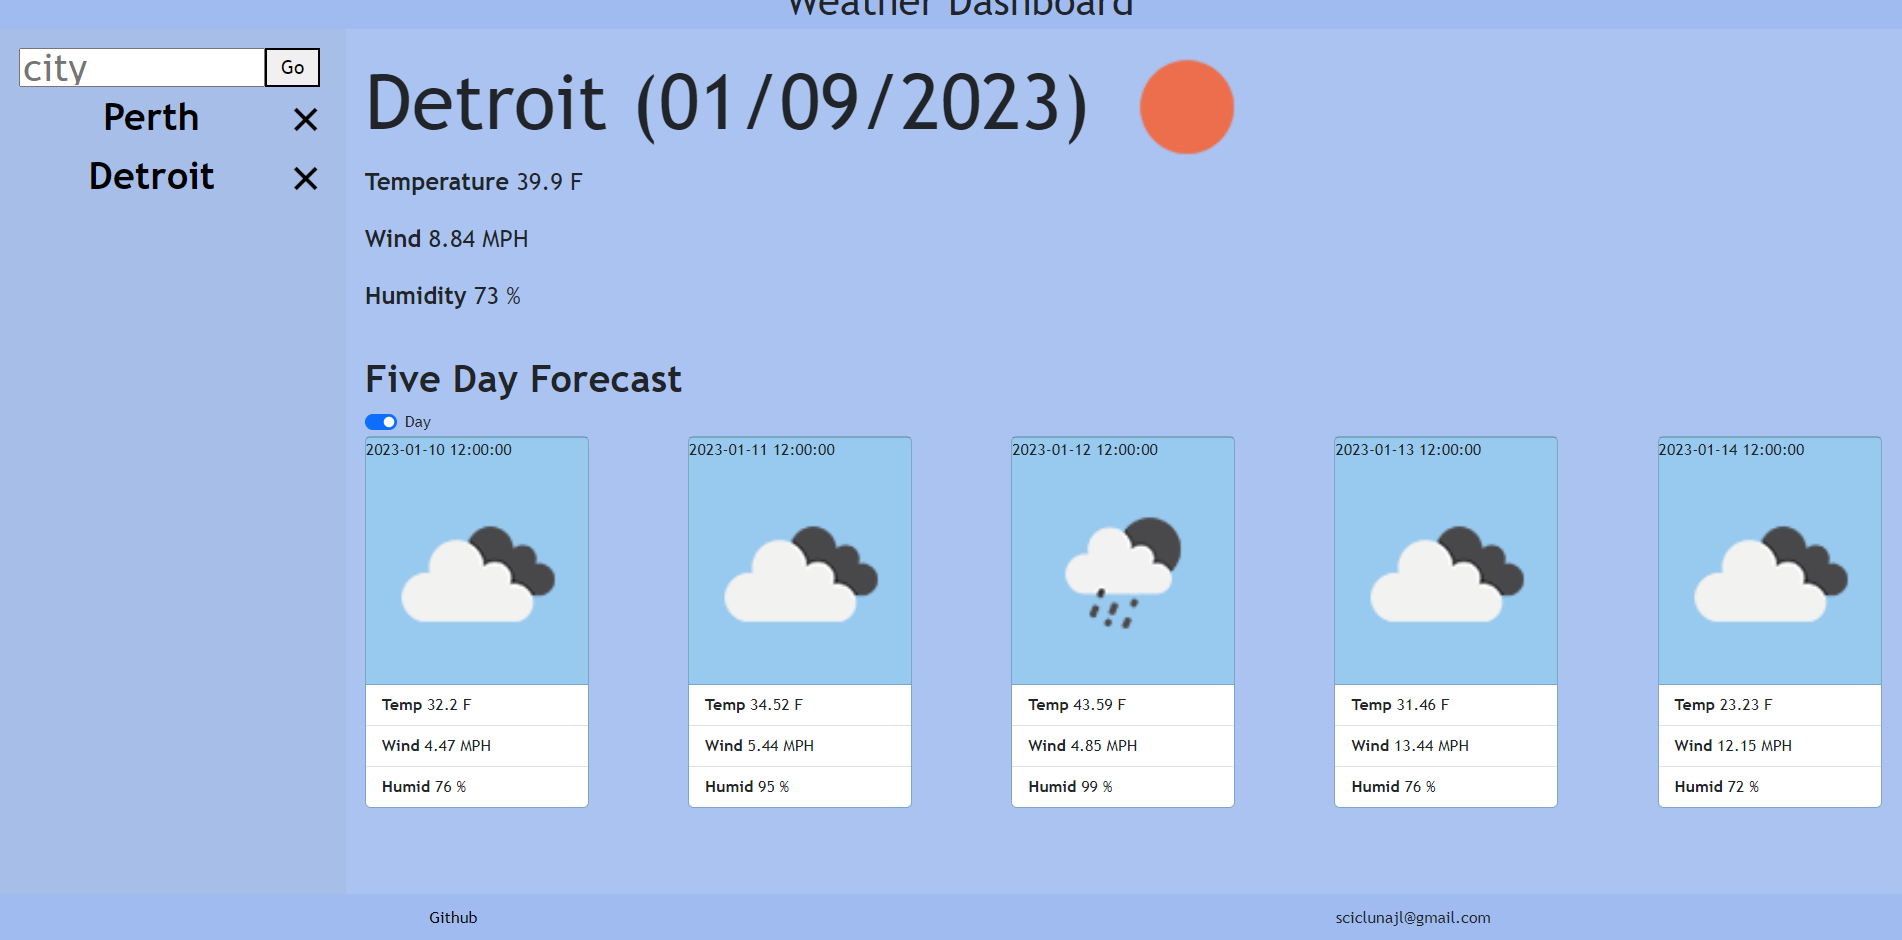 Weather Dashboard
city
Go
Perth
Detroit
Detroit (01/09/2023)
Temperature 39.9 F
Wind 8.84 MPH
Humidity 73 %
Five Day Forecast
Day
2023-01-10 12:00:00
Temp 32.2 F
Wind 4.47 MPH
Humid 76 %
2023-01-11 12:00:00
Temp 34.52 F
Wind 5.44 MPH
Humid 95 %
2023-01-12 12:00:00
Temp 43.59 F
Wind 4.85 MPH
Humid 99 %
2023-01-13 12:00:00
Temp 31.46 F
Wind 13.44 MPH
Humid 76 %
2023-01-14 12:00:00
Temp 23.23 F
Wind 12.15 MPH
Humid 72 %
Github
sciclunajl@gmail.com